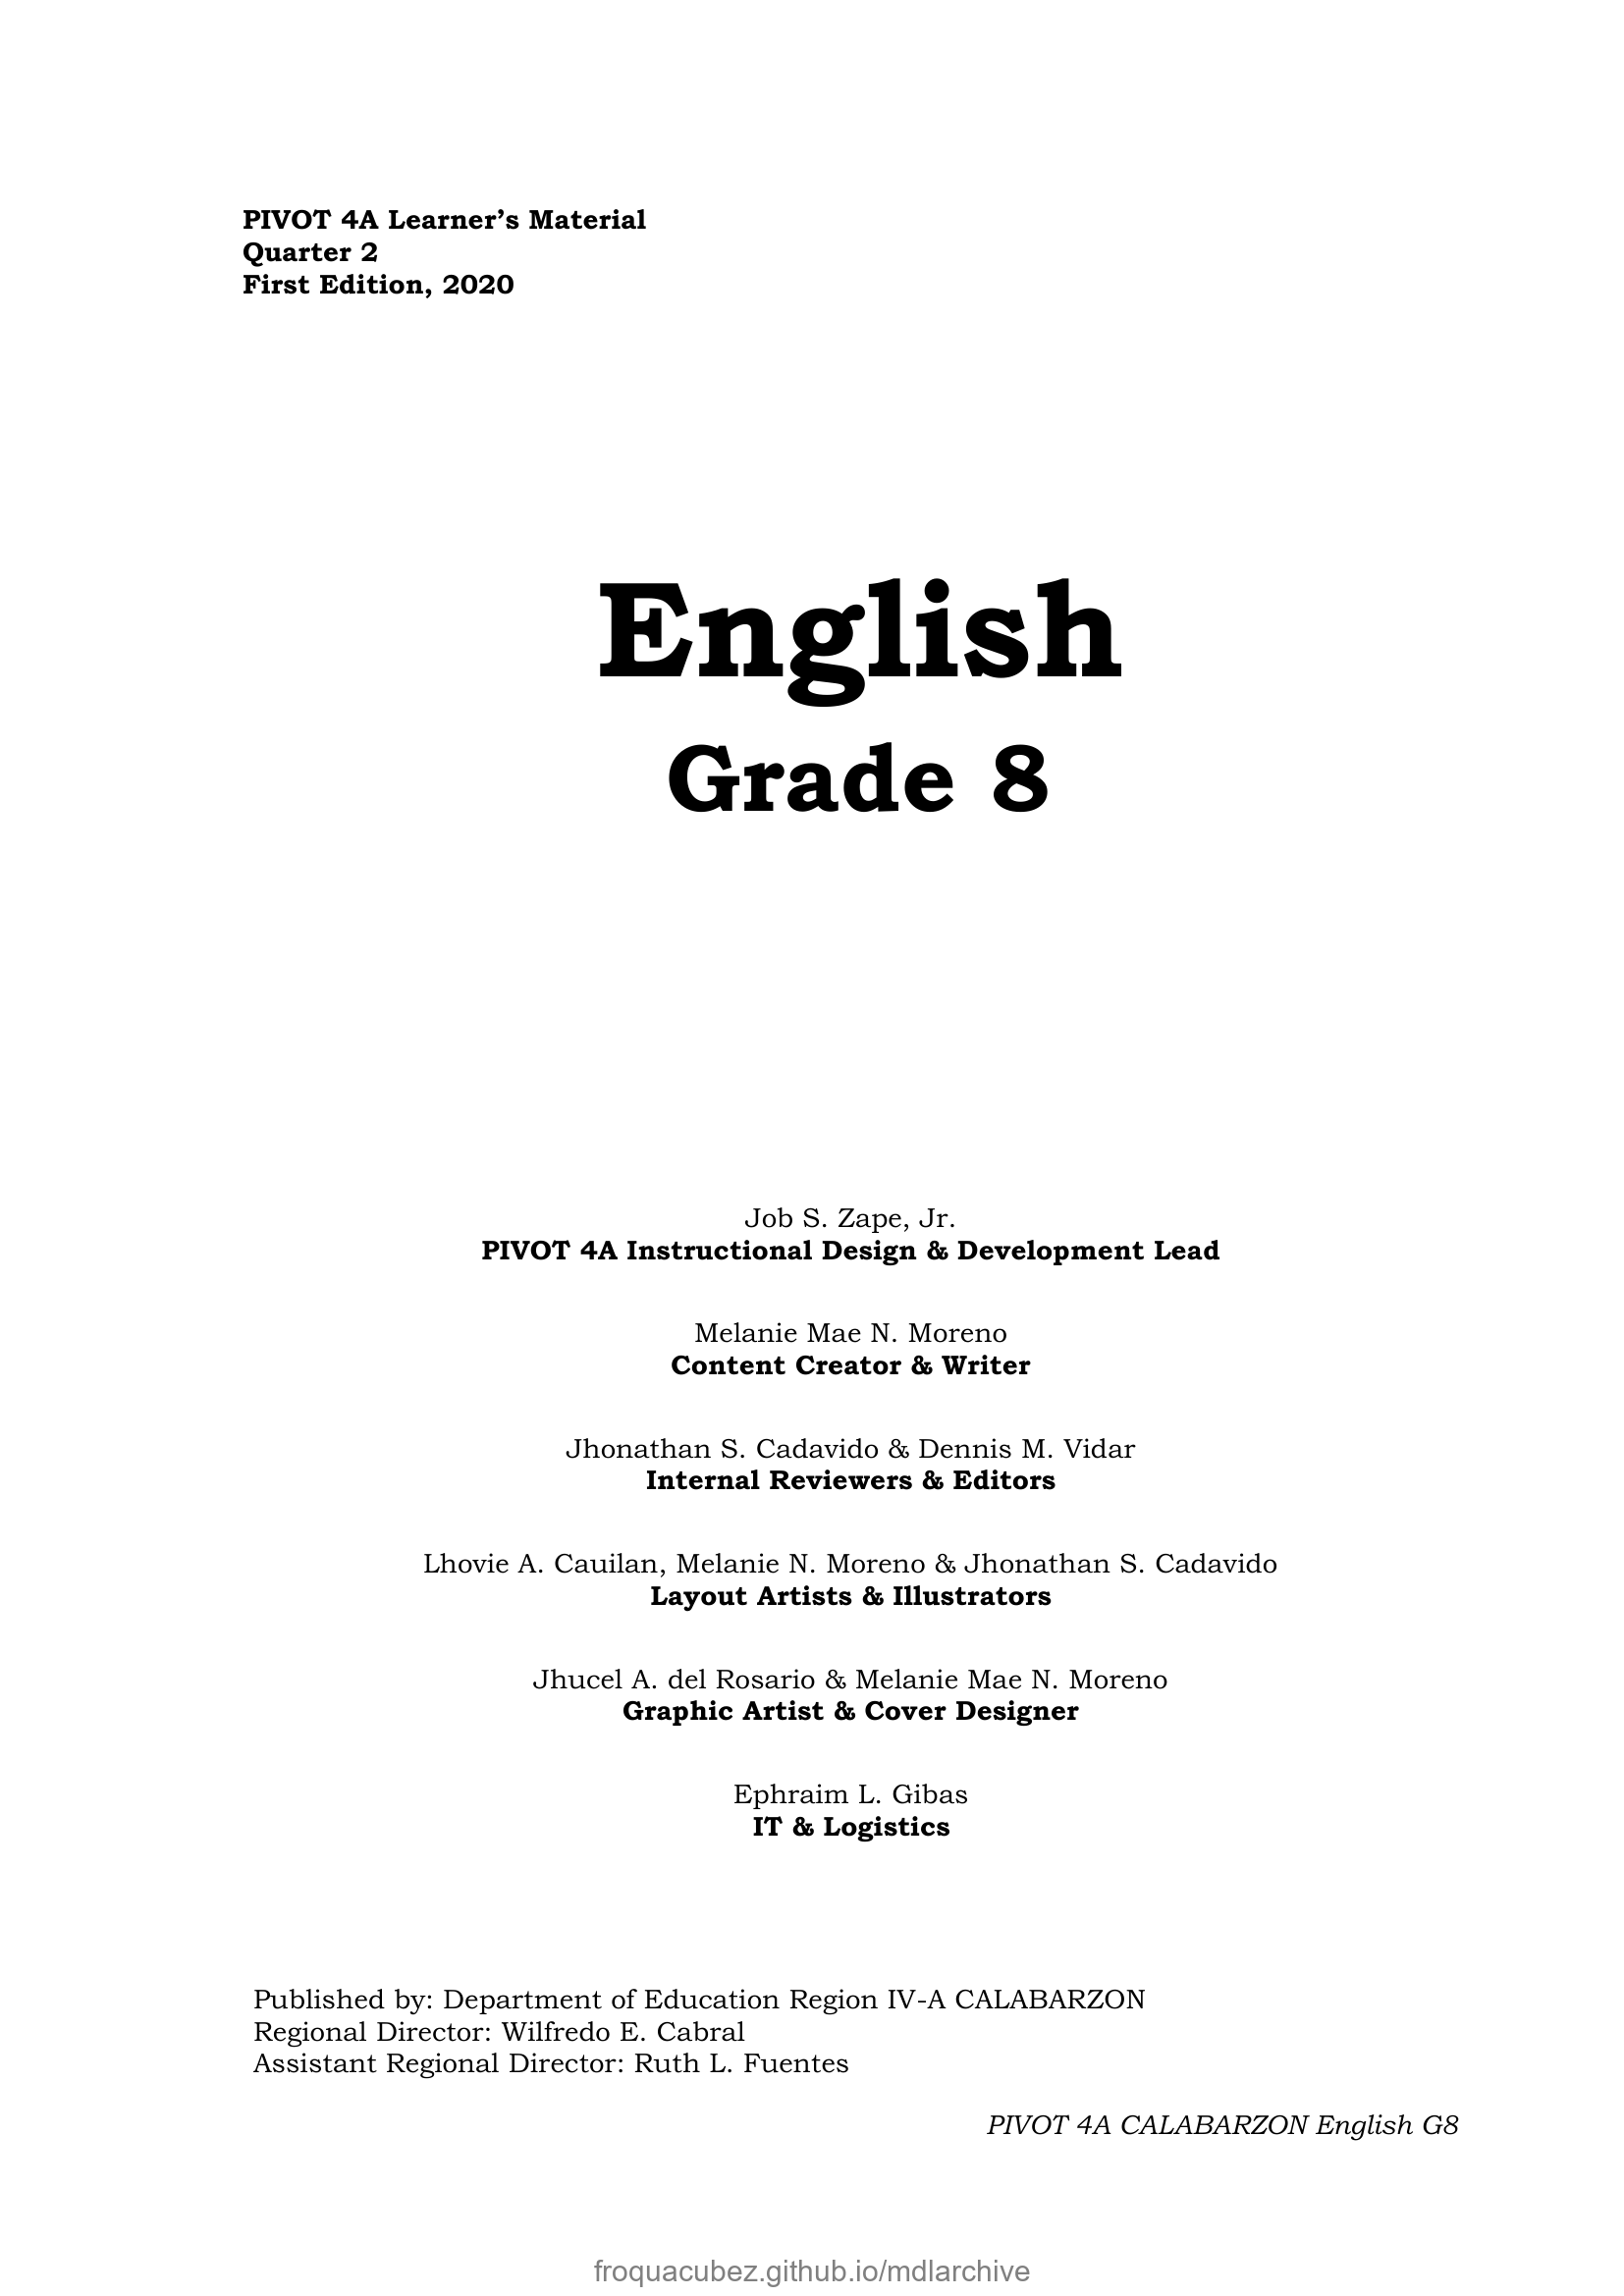 PIVOT 4A Learner’s Material
Quarter 2
First Edition, 2020
English
Grade 8
Job S. Zape, Jr.
PIVOT 4A Instructional Design & Development Lead
Melanie Mae N. Moreno
Content Creator & Writer
Jhonathan S. Cadavido & Dennis M. Vidar
Internal Reviewers & Editors
Lhovie A. Cauilan, Melanie N. Moreno & Jhonathan S. Cadavido
Layout Artists & Illustrators
Jhucel A. del Rosario & Melanie Mae N. Moreno
Graphic Artist & Cover Designer
Ephraim L. Gibas
IT & Logistics
Published by: Department of Education Region IV-A CALABARZON
Regional Director: Wilfredo E. Cabral
Assistant Regional Director: Ruth L. Fuentes
PIVOT 4A CALABARZON English G8
froquacubez.github.io/mdlarchive